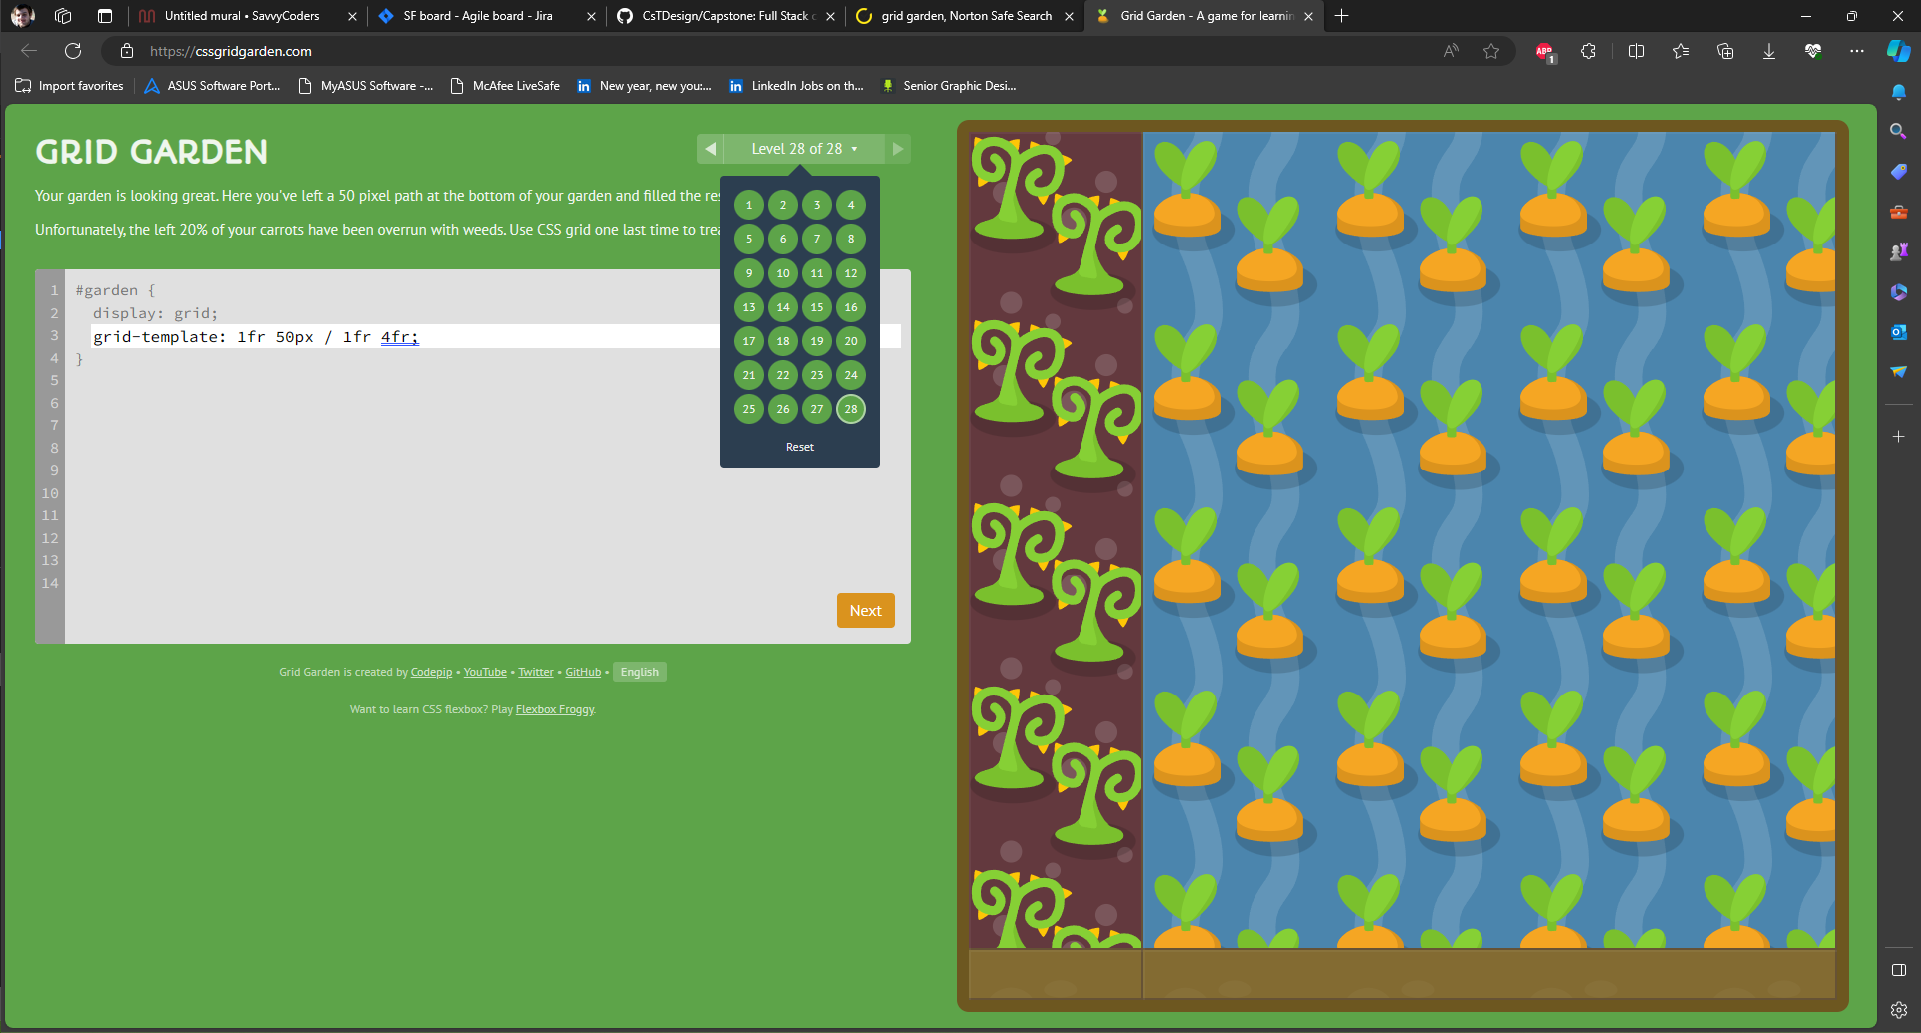 Untitled mural • SavvyCoders
SF board - Agile board - Jira
CsTDesign/Capstone: Full Stack
grid garden, Norton Safe Search
Grid Garden - A game for learnin
https://cssgridgarden.com
ABP
1
Import favorites
ASUS Software Port...
MyASUS Software -...
McAfee LiveSafe
New year, new you:...
LinkedIn Jobs on th...
Senior Graphic Desi...
GRID GARDEN
Level 28 of 28
Your garden is looking great. Here you've left a 50 pixel path at the bottom of your garden and filled the res
Unfortunately, the left 20% of your carrots have been overrun with weeds. Use CSS grid one last time to trea
1 2 3 4
5 6 7 8
9 10 11 12
13 14 15 16
17 18 19 20
21 22 23 24
25 26 27 28
Reset
1 #garden {
2 display: grid;
3 grid-template: 1fr 50px / 1fr 4fr;
4 }
5
6
7
8
9
10
11
12
13
14
Next
Grid Garden is created by Codepip • YouTube • Twitter • GitHub • English
Want to learn CSS flexbox? Play Flexbox Froggy.